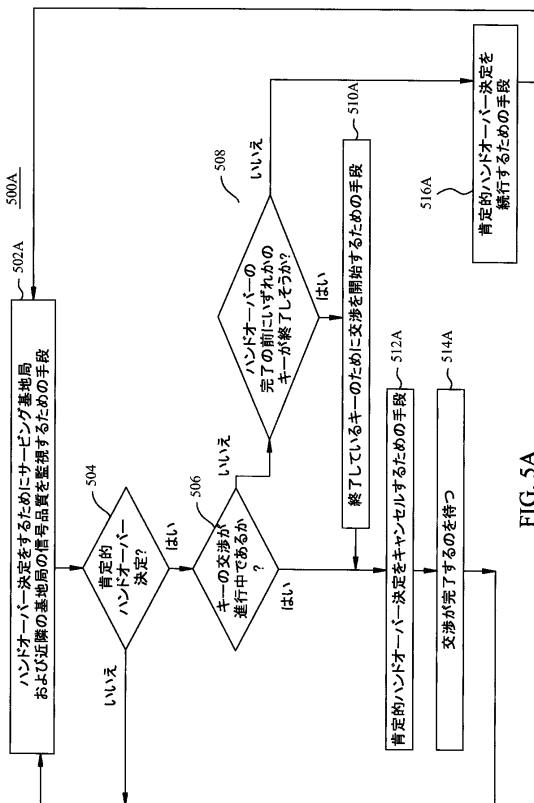 500A
502A
ハンドオーバー決定をするためにサービング基地局
および近隣の基地局の信号品質を監視するための手段
504
肯定的
ハンドオーバー
決定?
いいえ
はい
506
キーの交渉が
進行中であるか
?
いいえ
はい
508
ハンドオーバーの
完了の前にいずれかの
キーが終了しそうか?
いいえ
はい
510A
終了しているキーのために交渉を開始するための手段
512A
肯定的ハンドオーバー決定をキャンセルするための手段
514A
交渉が完了するのを待つ
516A
肯定的ハンドオーバー決定を
続行するための手段
FIG. 5A